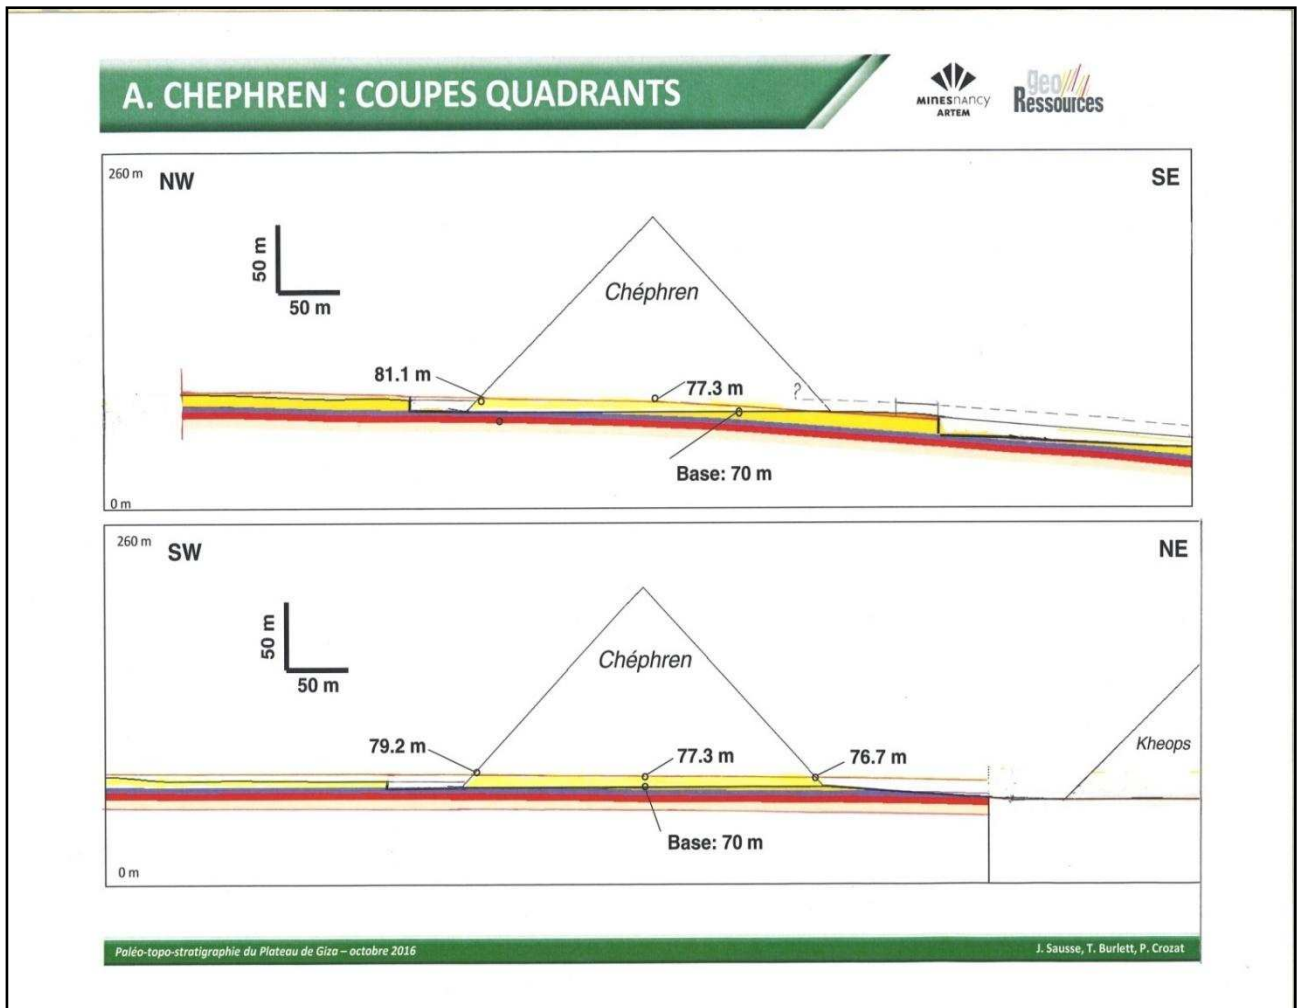 A. CHEPHREN : COUPES QUADRANTS
MINESNANCY
ARTEM
geo
Ressources
260 m
NW
SE
50 m
50 m
Chéphren
81.1 m
77.3 m
?
Base: 70 m
0 m
260 m
SW
NE
50 m
50 m
Chéphren
79.2 m
77.3 m
76.7 m
Kheops
Base: 70 m
0 m
Paléo-topo-stratigraphie du Plateau de Giza – octobre 2016
J. Sausse, T. Burlett, P. Crozat